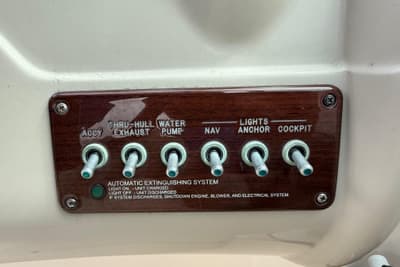 THRU-HULL WATER LIGHTS
ACCY EXHAUST PUMP NAV ANCHOR COCKPIT
AUTOMATIC EXTINGUISHING SYSTEM
LIGHT ON - UNIT CHARGED
LIGHT OFF - UNIT DISCHARGED
IF SYSTEM DISCHARGES, SHUTDOWN ENGINE, BLOWER, AND ELECTRICAL SYSTEM